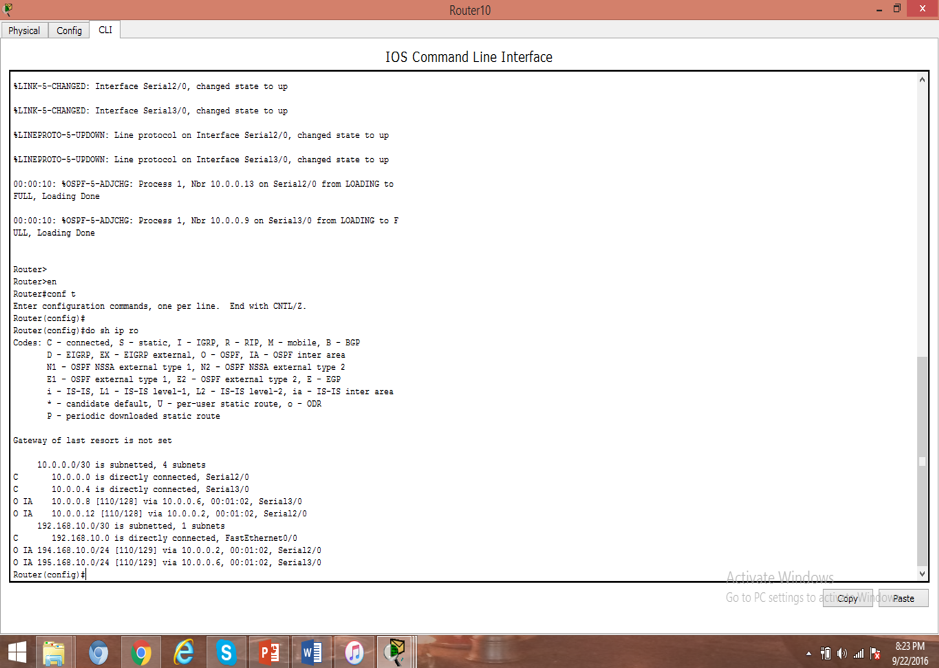 Router10
Physical Config CLI
IOS Command Line Interface
%LINK-5-CHANGED: Interface Serial2/0, changed state to up
%LINK-5-CHANGED: Interface Serial3/0, changed state to up
%LINEPROTO-5-UPDOWN: Line protocol on Interface Serial2/0, changed state to up
%LINEPROTO-5-UPDOWN: Line protocol on Interface Serial3/0, changed state to up
00:00:10: %OSPF-5-ADJCHG: Process 1, Nbr 10.0.0.13 on Serial2/0 from LOADING to
FULL, Loading Done
00:00:10: %OSPF-5-ADJCHG: Process 1, Nbr 10.0.0.9 on Serial3/0 from LOADING to F
ULL, Loading Done
Router>
Router>en
Router#conf t
Enter configuration commands, one per line.  End with CNTL/Z.
Router(config)#
Router(config)#do sh ip ro
Codes: C - connected, S - static, I - IGRP, R - RIP, M - mobile, B - BGP
D - EIGRP, EX - EIGRP external, O - OSPF, IA - OSPF inter area
N1 - OSPF NSSA external type 1, N2 - OSPF NSSA external type 2
E1 - OSPF external type 1, E2 - OSPF external type 2, E - EGP
i - IS-IS, L1 - IS-IS level-1, L2 - IS-IS level-2, ia - IS-IS inter area
* - candidate default, U - per-user static route, o - ODR
P - periodic downloaded static route
Gateway of last resort is not set
10.0.0.0/30 is subnetted, 4 subnets
C 10.0.0.0 is directly connected, Serial2/0
C 10.0.0.4 is directly connected, Serial3/0
O IA 10.0.0.8 [110/128] via 10.0.0.6, 00:01:02, Serial3/0
O IA 10.0.0.12 [110/128] via 10.0.0.2, 00:01:02, Serial2/0
192.168.10.0/30 is subnetted, 1 subnets
C 192.168.10.0 is directly connected, FastEthernet0/0
O IA 194.168.10.0/24 [110/129] via 10.0.0.2, 00:01:02, Serial2/0
O IA 195.168.10.0/24 [110/129] via 10.0.0.6, 00:01:02, Serial3/0
Router(config)#
Activate Windows
Go to PC settings to activate Windows.
Copy Paste
8:23 PM
9/22/2016